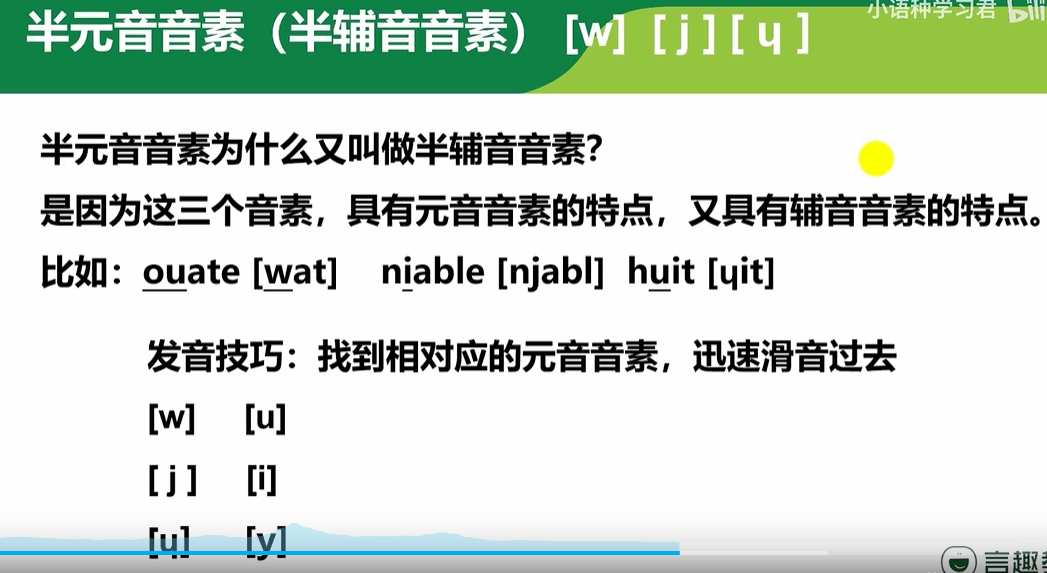 小语种学习君 bili
半元音音素（半辅音音素） [w] [ j ] [ ɥ ]
半元音音素为什么又叫做半辅音音素？
是因为这三个音素，具有元音音素的特点，又具有辅音音素的特点。
比如：ouate [wat] niable [njabl] huit [ɥit]
发音技巧：找到相对应的元音音素，迅速滑音过去
[w] [u]
[ j ] [i]
[ɥ] [y]
言趣